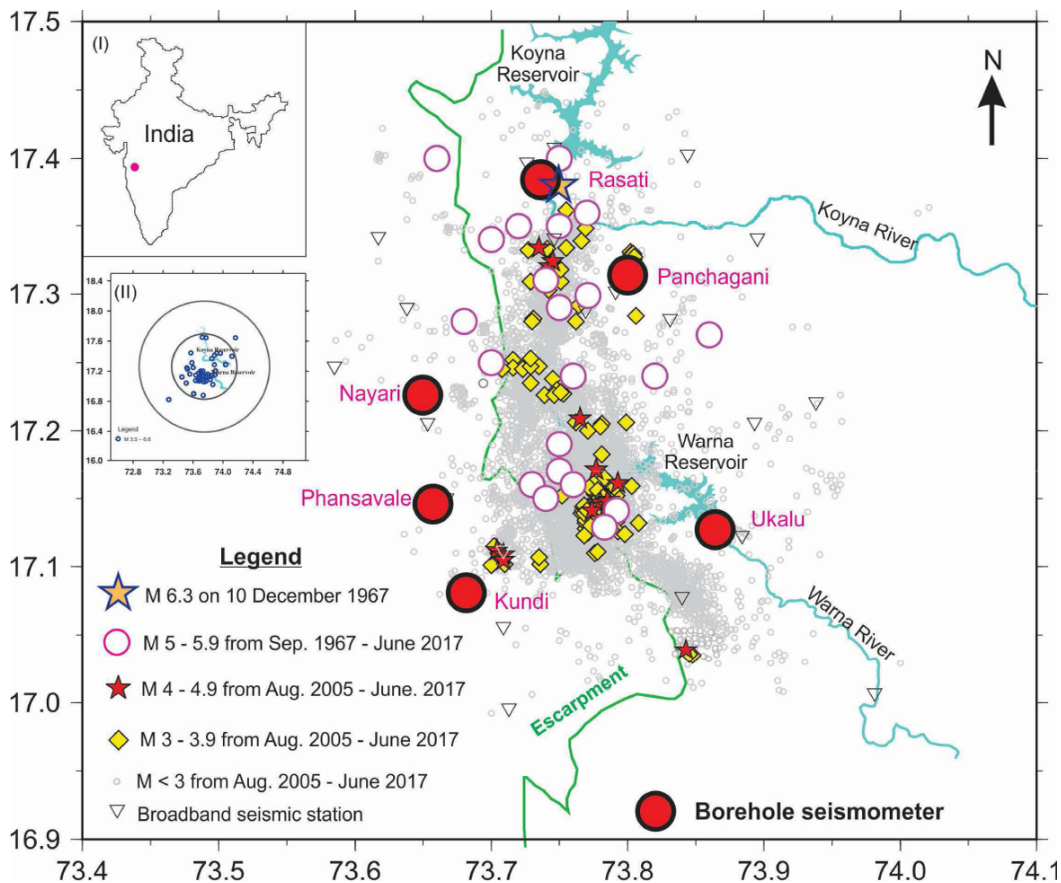 17.5
17.4
17.3
17.2
17.1
17.0
16.9
73.4
73.5
73.6
73.7
73.8
73.9
74.0
74.1
(I)
India
(II)
18.4
18.0
17.6
17.2
16.8
16.4
16.0
72.8
73.2
73.6
74.0
74.4
74.8
Koyna Reservoir
Warna Reservoir
Legend
M 3.5 – 6.6
Koyna
Reservoir
N
Rasati
Koyna River
Panchagani
Nayari
Warna
Reservoir
Phansavale
Ukalu
Kundi
Warna River
Escarpment
Legend
M 6.3 on 10 December 1967
M 5 - 5.9 from Sep. 1967 - June 2017
M 4 - 4.9 from Aug. 2005 - June. 2017
M 3 - 3.9 from Aug. 2005 - June 2017
M < 3 from Aug. 2005 - June 2017
Broadband seismic station
Borehole seismometer